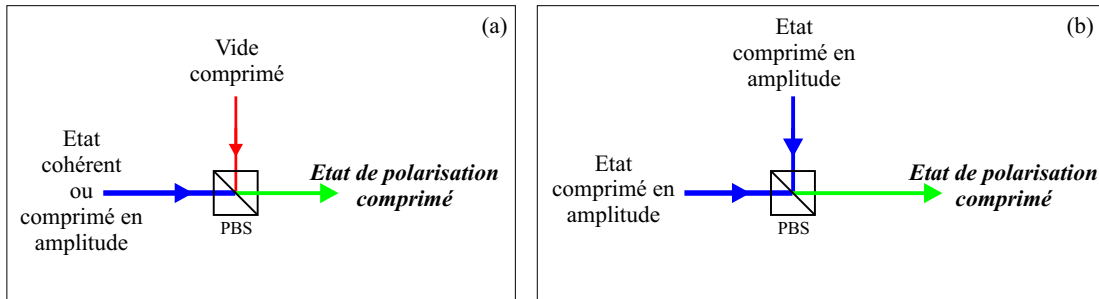 (a)
Vide
comprimé
Etat
cohérent
ou
comprimé en
amplitude
Etat de polarisation
comprimé
PBS
(b)
Etat
comprimé en
amplitude
Etat
comprimé en
amplitude
Etat de polarisation
comprimé
PBS